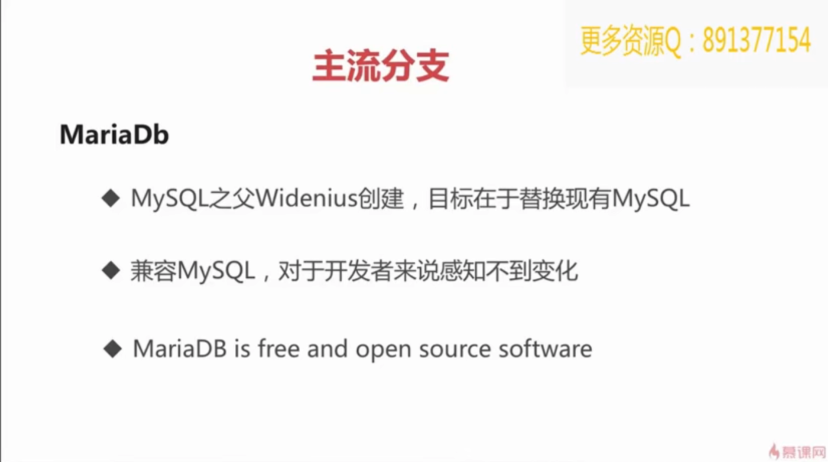 更多资源Q：891377154
主流分支
MariaDb
◆ MySQL之父Widenius创建，目标在于替换现有MySQL
◆ 兼容MySQL，对于开发者来说感知不到变化
◆ MariaDB is free and open source software
慕课网